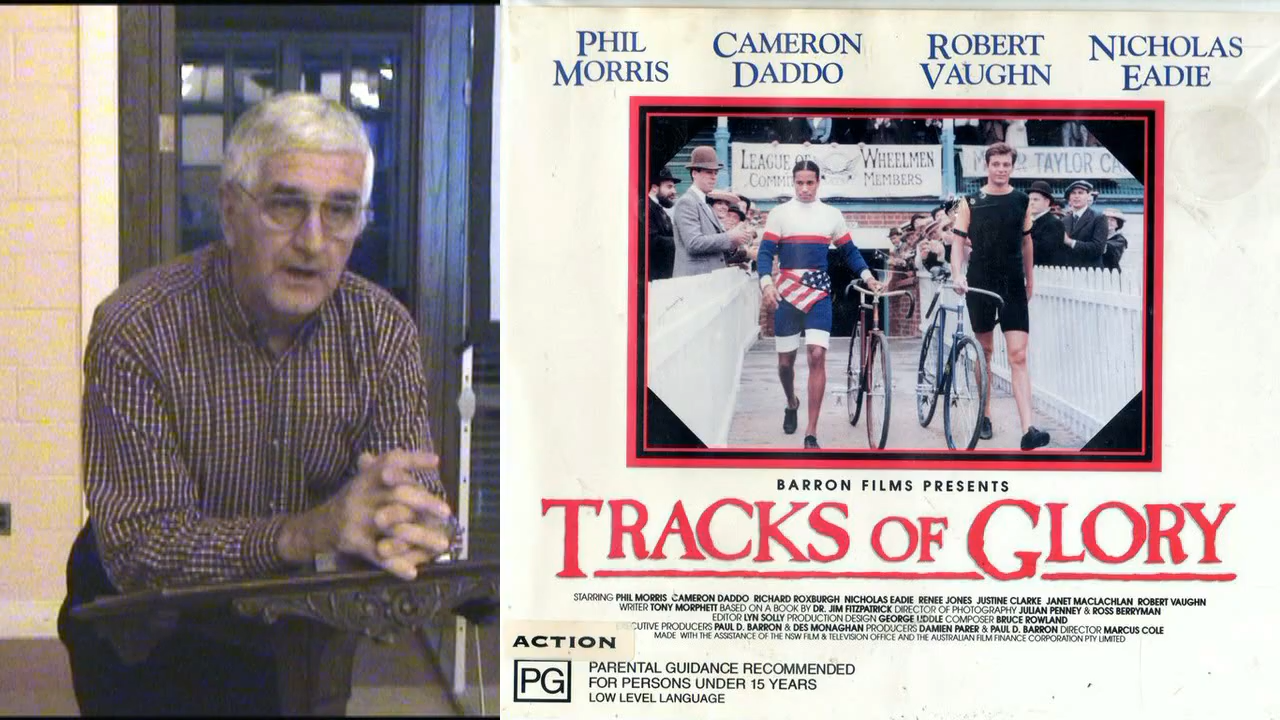 PHIL MORRIS
CAMERON DADDO
ROBERT VAUGHN
NICHOLAS EADIE
LEAGUE OF WHEELMEN
MEMBERS
TAYLOR
BARRON FILMS PRESENTS
TRACKS OF GLORY
STARRING PHIL MORRIS CAMERON DADDO RICHARD ROXBURGH NICHOLAS EADIE RENEE JONES JUSTINE CLARKE JANET MACLACHLAN ROBERT VAUGHN
WRITER TONY MORPHETT BASED ON A BOOK BY DR. JIM FITZPATRICK DIRECTOR OF PHOTOGRAPHY JULIAN PENNEY & ROSS BERRYMAN
EDITOR LYN SOLLY PRODUCTION DESIGN GEORGE LIDDLE COMPOSER BRUCE ROWLAND
PRODUCERS PAUL D. BARRON & DES MONAGHAN PRODUCERS DAMIEN PARER & PAUL D. BARRON DIRECTOR MARCUS COLE
MADE WITH THE ASSISTANCE OF THE NSW FILM & TELEVISION OFFICE AND THE AUSTRALIAN FILM FINANCE CORPORATION PTY LIMITED
ACTION
PG
PARENTAL GUIDANCE RECOMMENDED
FOR PERSONS UNDER 15 YEARS
LOW LEVEL LANGUAGE